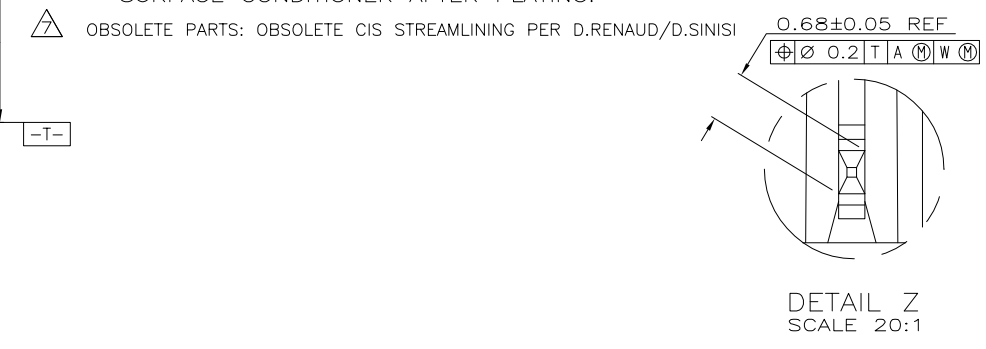 SURFACE CONDITIONER AFTER PLATING.
7 OBSOLETE PARTS: OBSOLETE CIS STREAMLINING PER D.RENAUD/D.SINISI
0.68±0.05 REF
⌖ Ø 0.2 T A Ⓜ W Ⓜ
-T-
DETAIL Z
SCALE 20:1